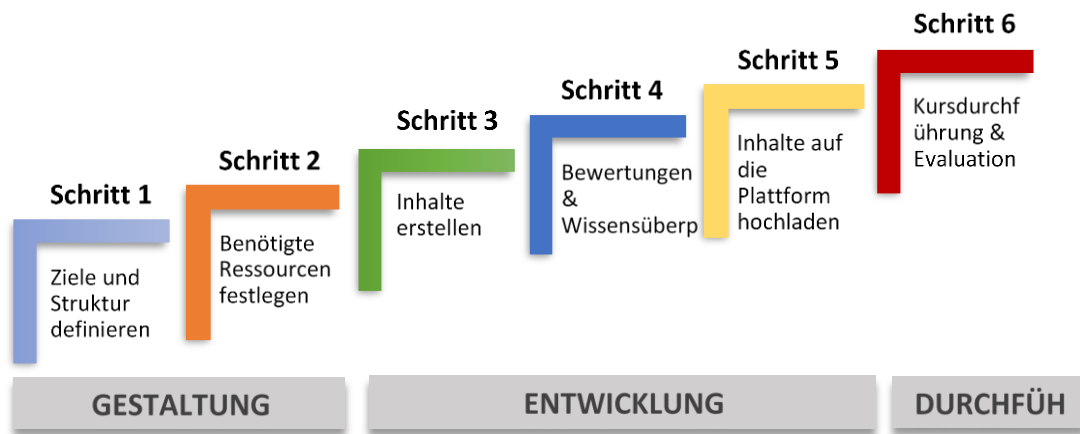 Schritt 1
Ziele und
Struktur
definieren
Schritt 2
Benötigte
Ressourcen
festlegen
Schritt 3
Inhalte
erstellen
Schritt 4
Bewertungen
&
Wissensüberp
Schritt 5
Inhalte auf
die
Plattform
hochladen
Schritt 6
Kursdurchf
ührung &
Evaluation
GESTALTUNG
ENTWICKLUNG
DURCHFÜH